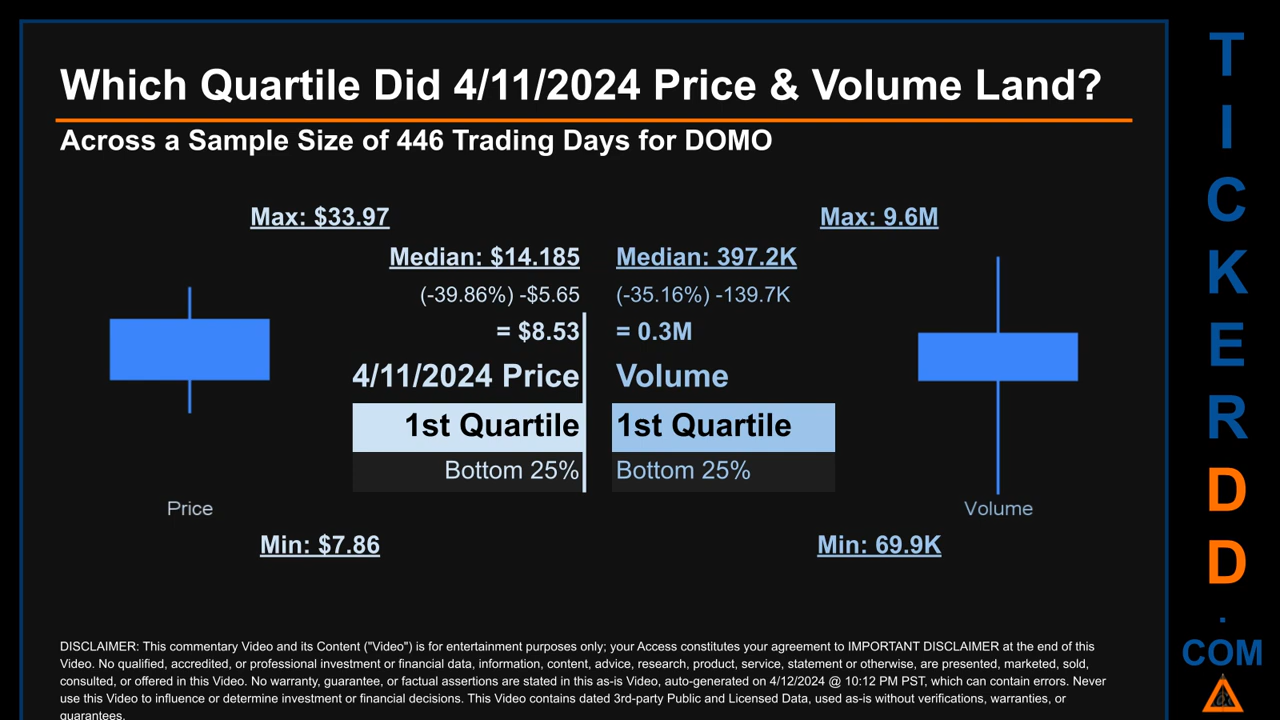 Which Quartile Did 4/11/2024 Price & Volume Land?
Across a Sample Size of 446 Trading Days for DOMO
Max: $33.97
Median: $14.185
(-39.86%) -$5.65
= $8.53
4/11/2024 Price
1st Quartile
Bottom 25%
Price
Min: $7.86
Max: 9.6M
Median: 397.2K
(-35.16%) -139.7K
= 0.3M
Volume
1st Quartile
Bottom 25%
Volume
Min: 69.9K
DISCLAIMER: This commentary Video and its Content ("Video") is for entertainment purposes only; your Access constitutes your agreement to IMPORTANT DISCLAIMER at the end of this
Video. No qualified, accredited, or professional investment or financial data, information, content, advice, research, product, service, statement or otherwise, are presented, marketed, sold,
consulted, or offered in this Video. No warranty, guarantee, or factual assertions are stated in this as-is Video, auto-generated on 4/12/2024 @ 10:12 PM PST, which can contain errors. Never
use this Video to influence or determine investment or financial decisions. This Video contains dated 3rd-party Public and Licensed Data, used as-is without verifications, warranties, or
guarantees.
TICKERDD
.
COM